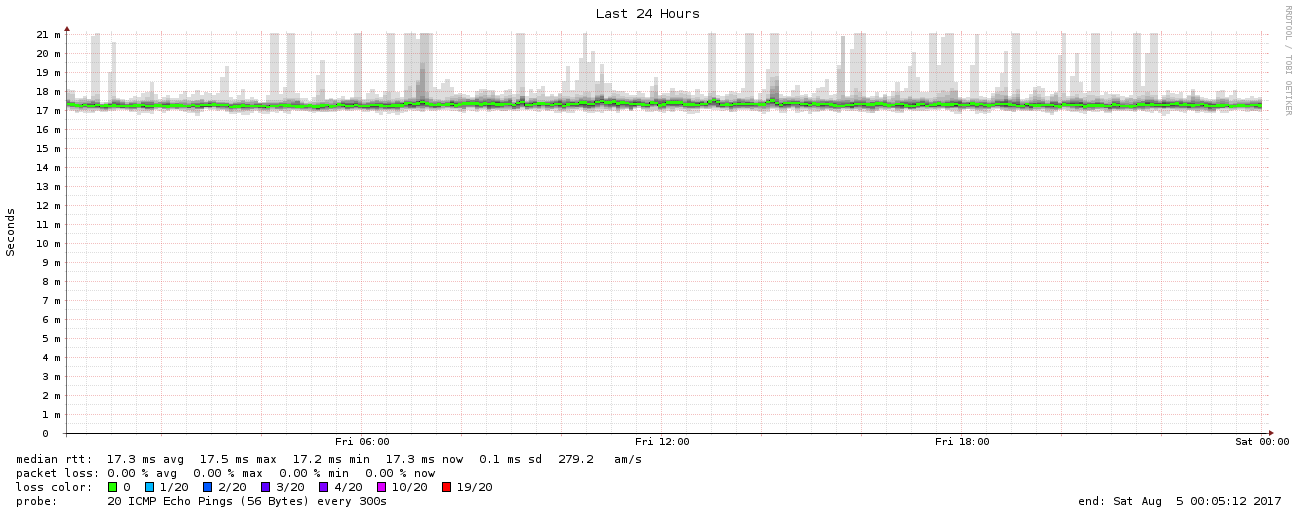 Last 24 Hours
RRDTOOL / TOBI OETIKER
21 m
20 m
19 m
18 m
17 m
16 m
15 m
14 m
13 m
12 m
11 m
10 m
9 m
8 m
7 m
6 m
5 m
4 m
3 m
2 m
1 m
0
Seconds
Fri 06:00 Fri 12:00 Fri 18:00 Sat 00:00
median rtt: 17.3 ms avg 17.5 ms max 17.2 ms min 17.3 ms now 0.1 ms sd 279.2 am/s
packet loss: 0.00 % avg 0.00 % max 0.00 % min 0.00 % now
loss color: 0 1/20 2/20 3/20 4/20 10/20 19/20
probe: 20 ICMP Echo Pings (56 Bytes) every 300s end: Sat Aug 5 00:05:12 2017